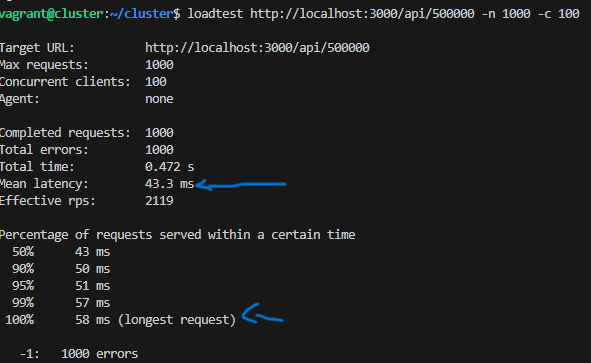 vagrant@cluster:~/cluster$ loadtest http://localhost:3000/api/500000 -n 1000 -c 100
Target URL: http://localhost:3000/api/500000
Max requests: 1000
Concurrent clients: 100
Agent: none
Completed requests: 1000
Total errors: 1000
Total time: 0.472 s
Mean latency: 43.3 ms
Effective rps: 2119
Percentage of requests served within a certain time
50% 43 ms
90% 50 ms
95% 51 ms
99% 57 ms
100% 58 ms (longest request)
-1: 1000 errors